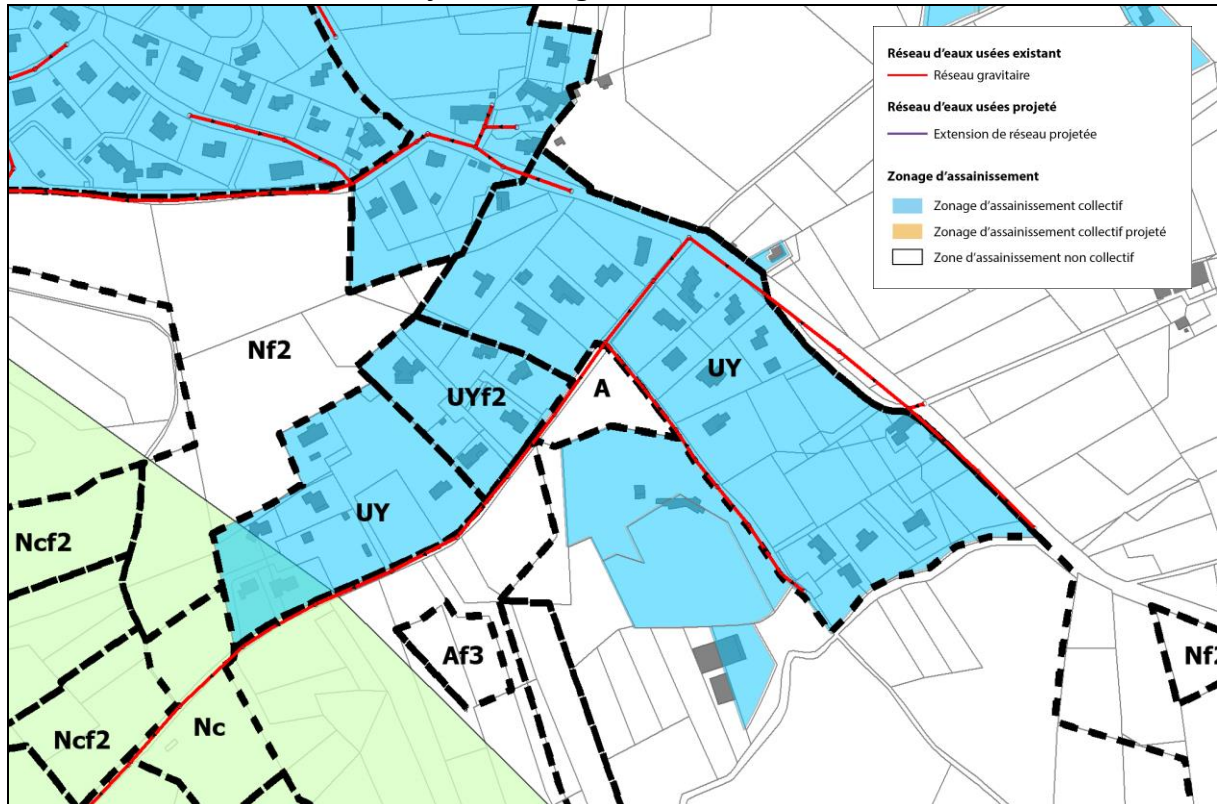 Réseau d'eaux usées existant
Réseau gravitaire
Réseau d'eaux usées projeté
Extension de réseau projetée
Zonage d'assainissement
Zonage d'assainissement collectif
Zonage d'assainissement collectif projeté
Zone d'assainissement non collectif
Nf2
UYf2
A
UY
UY
Ncf2
Af3
Nc
Ncf2